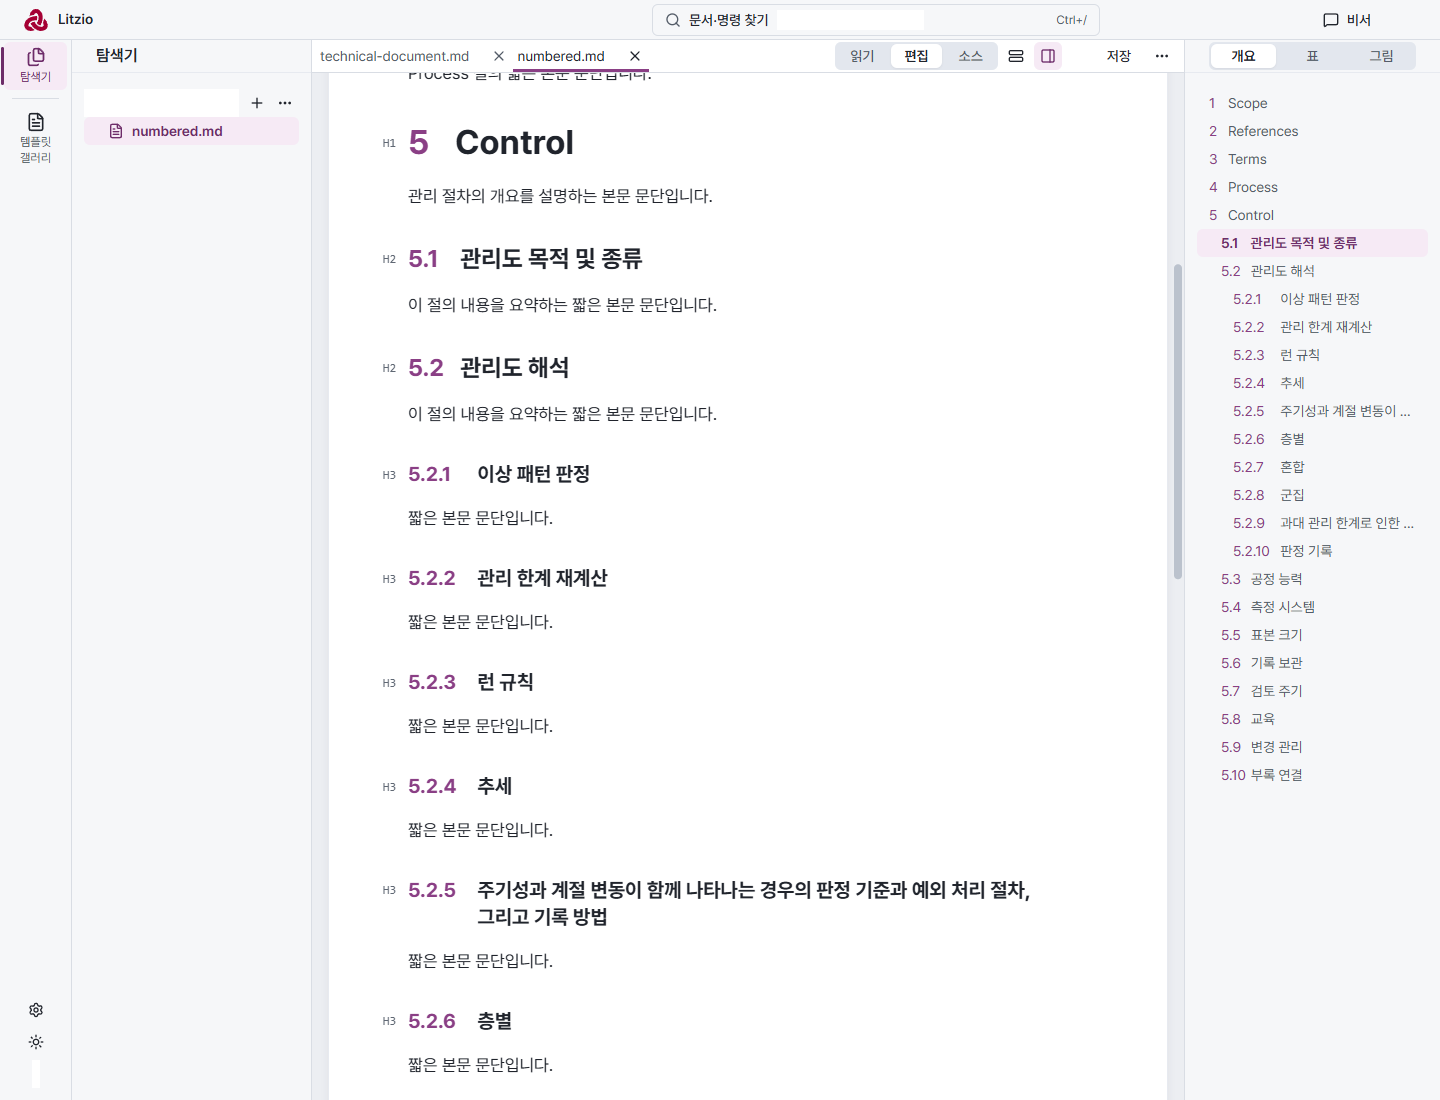 Litzio
문서·명령 찾기
Ctrl+/
비서
탐색기
템플릿
갤러리
탐색기
numbered.md
technical-document.md
numbered.md
읽기
편집
소스
저장
Process 절의 짧은 본문 문단입니다.
H1 5 Control
관리 절차의 개요를 설명하는 본문 문단입니다.
H2 5.1 관리도 목적 및 종류
이 절의 내용을 요약하는 짧은 본문 문단입니다.
H2 5.2 관리도 해석
이 절의 내용을 요약하는 짧은 본문 문단입니다.
H3 5.2.1 이상 패턴 판정
짧은 본문 문단입니다.
H3 5.2.2 관리 한계 재계산
짧은 본문 문단입니다.
H3 5.2.3 런 규칙
짧은 본문 문단입니다.
H3 5.2.4 추세
짧은 본문 문단입니다.
H3 5.2.5 주기성과 계절 변동이 함께 나타나는 경우의 판정 기준과 예외 처리 절차,
그리고 기록 방법
짧은 본문 문단입니다.
H3 5.2.6 층별
짧은 본문 문단입니다.
개요
표
그림
1 Scope
2 References
3 Terms
4 Process
5 Control
5.1 관리도 목적 및 종류
5.2 관리도 해석
5.2.1 이상 패턴 판정
5.2.2 관리 한계 재계산
5.2.3 런 규칙
5.2.4 추세
5.2.5 주기성과 계절 변동이 ...
5.2.6 층별
5.2.7 혼합
5.2.8 군집
5.2.9 과대 관리 한계로 인한 ...
5.2.10 판정 기록
5.3 공정 능력
5.4 측정 시스템
5.5 표본 크기
5.6 기록 보관
5.7 검토 주기
5.8 교육
5.9 변경 관리
5.10 부록 연결